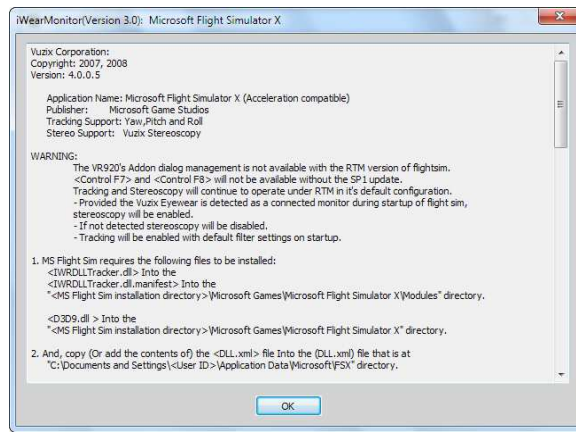 iWearMonitor(Version 3.0):  Microsoft Flight Simulator X
Vuzix Corporation:
Copyright: 2007, 2008
Version: 4.0.0.5
Application Name: Microsoft Flight Simulator X (Acceleration compatible)
Publisher:      Microsoft Game Studios
Tracking Support: Yaw,Pitch and Roll
Stereo Support:   Vuzix Stereoscopy
WARNING:
The VR920's Addon dialog management is not available with the RTM version of flightsim.
<Control F7> and <Control F8> will not be available without the SP1 update.
Tracking and Stereoscopy will continue to operate under RTM in it's default configuration.
- Provided the Vuzix Eyewear is detected as a connected monitor during startup of flight sim,
stereoscopy will be enabled.
- If not detected stereoscopy will be disabled.
- Tracking will be enabled with default filter settings on startup.
1. MS Flight Sim requires the following files to be installed:
<IWRDLLTracker.dll> Into the
<IWRDLLTracker.dll.manifest> Into the
"<MS Flight Sim installation directory>\Microsoft Games\Microsoft Flight Simulator X\Modules" directory.
<D3D9.dll > Into the
"<MS Flight Sim installation directory>\Microsoft Games\Microsoft Flight Simulator X" directory.
2. And, copy (Or add the contents of) the <DLL.xml> file Into the (DLL.xml) file that is at
"C:\Documents and Settings\<User ID>\Application Data\Microsoft\FSX" directory.
OK